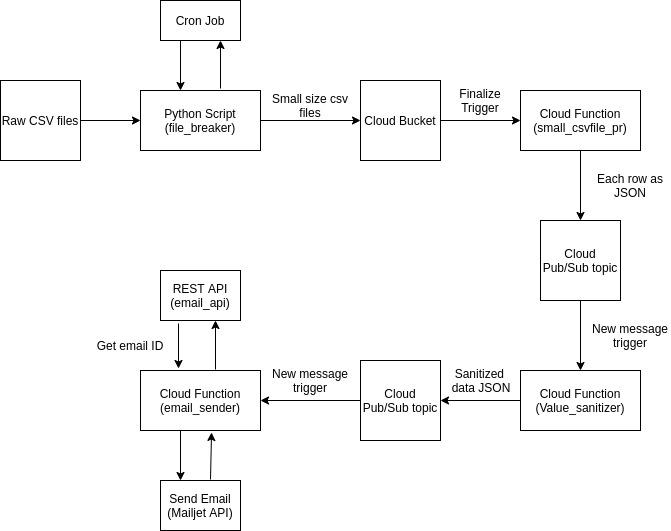 Cron Job
Raw CSV files
Python Script
(file_breaker)
Small size csv
files
Cloud Bucket
Finalize
Trigger
Cloud Function
(small_csvfile_pr)
Each row as
JSON
Cloud
Pub/Sub topic
New message
trigger
Cloud Function
(Value_sanitizer)
Sanitized
data JSON
Cloud
Pub/Sub topic
New message
trigger
Cloud Function
(email_sender)
Get email ID
REST API
(email_api)
Send Email
(Mailjet API)